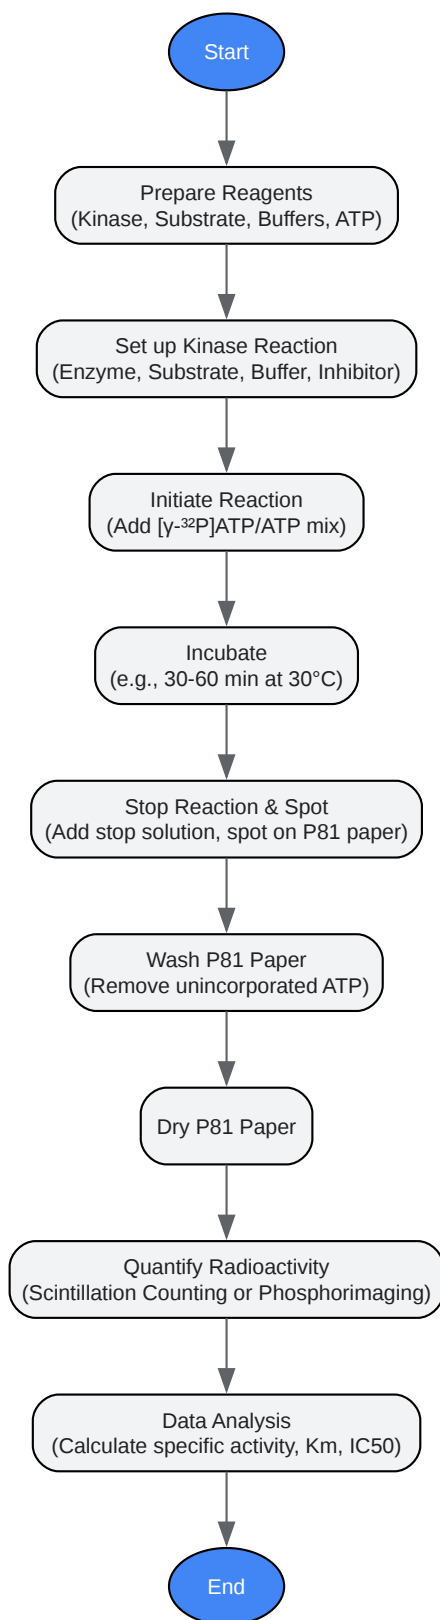 Start
Prepare Reagents
(Kinase, Substrate, Buffers, ATP)
Set up Kinase Reaction
(Enzyme, Substrate, Buffer, Inhibitor)
Initiate Reaction
(Add [γ-³²P]ATP/ATP mix)
Incubate
(e.g., 30-60 min at 30°C)
Stop Reaction & Spot
(Add stop solution, spot on P81 paper)
Wash P81 Paper
(Remove unincorporated ATP)
Dry P81 Paper
Quantify Radioactivity
(Scintillation Counting or Phosphorimaging)
Data Analysis
(Calculate specific activity, Km, IC50)
End